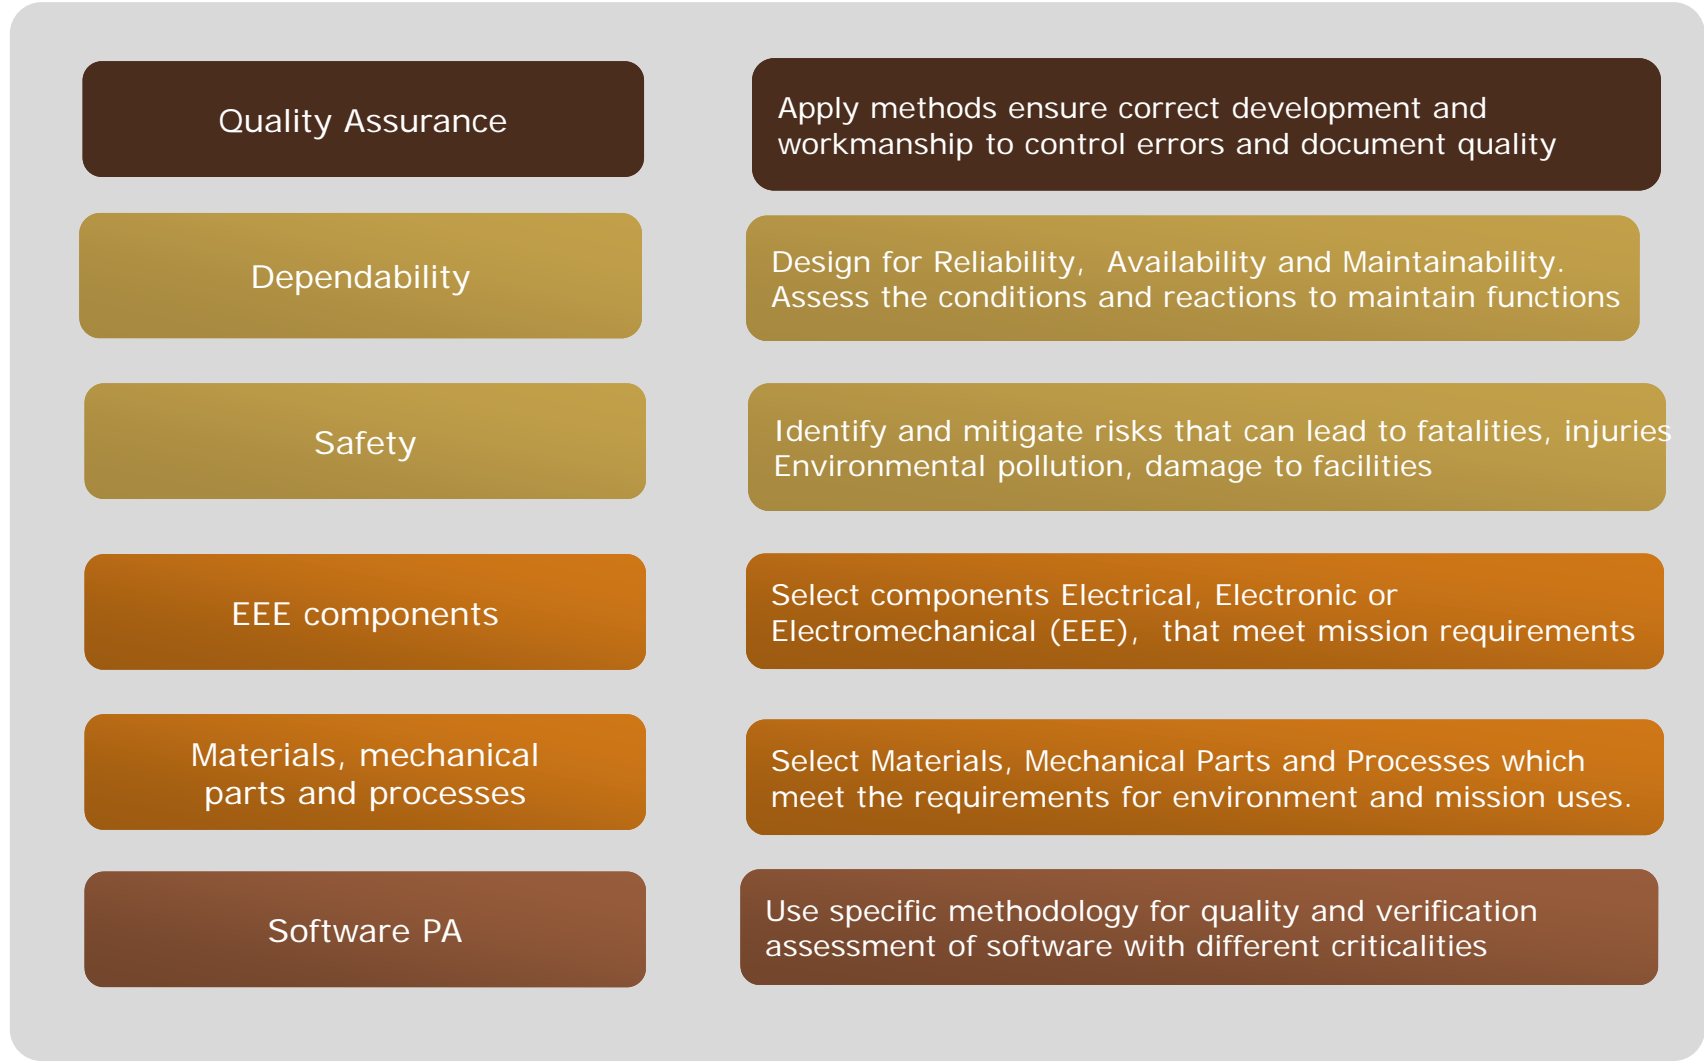 Quality Assurance
Apply methods ensure correct development and
workmanship to control errors and document quality
Dependability
Design for Reliability, Availability and Maintainability.
Assess the conditions and reactions to maintain functions
Safety
Identify and mitigate risks that can lead to fatalities, injuries
Environmental pollution, damage to facilities
EEE components
Select components Electrical, Electronic or
Electromechanical (EEE), that meet mission requirements
Materials, mechanical
parts and processes
Select Materials, Mechanical Parts and Processes which
meet the requirements for environment and mission uses.
Software PA
Use specific methodology for quality and verification
assessment of software with different criticalities